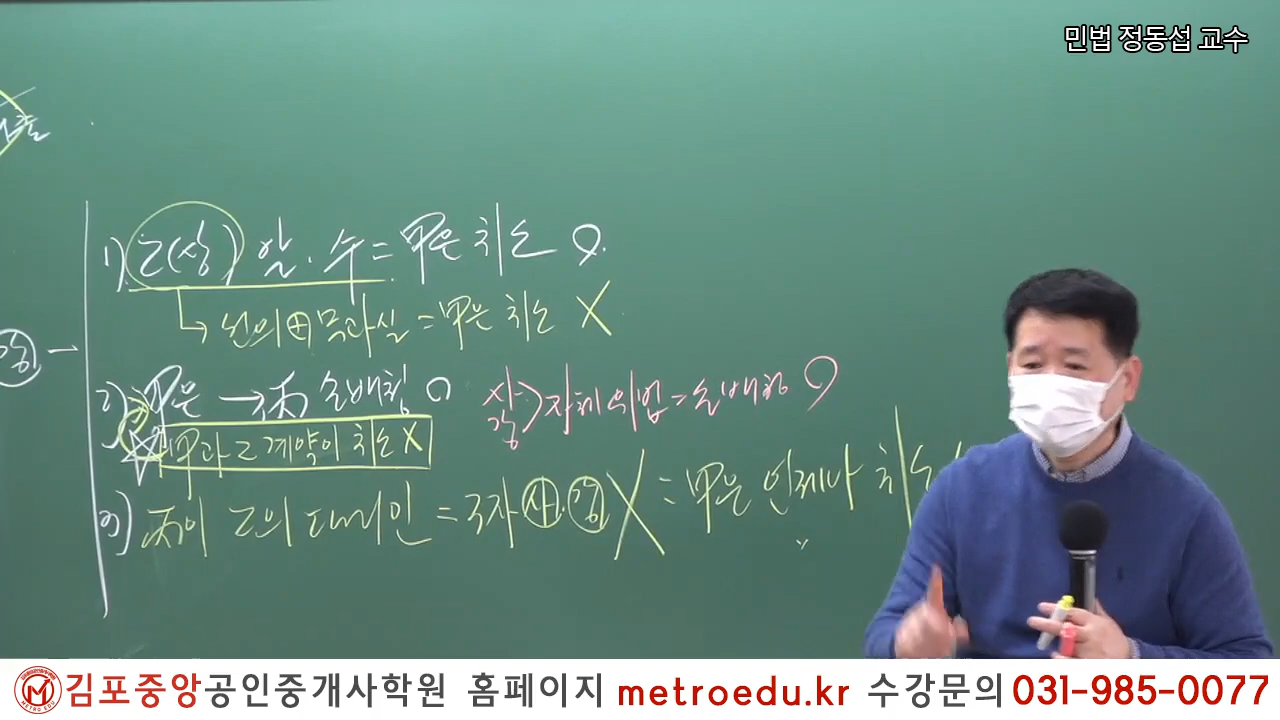 민법 정동섭 교수
1) 乙(상) 알·수 = 甲은 취소 O.
↳ 선의 ⊕ 무과실 = 甲은 취소 X
2) 甲은 → 丙 손배청 O 사·강 > 자체 위법 = 손배청 O
甲과 乙 계약이 취소 X
3) 丙이 乙의 대리인 = 3자 사·강 X = 甲은 언제나 취소
김포중앙공인중개사학원 홈페이지 metroedu.kr 수강문의 031-985-0077
METRO EDU